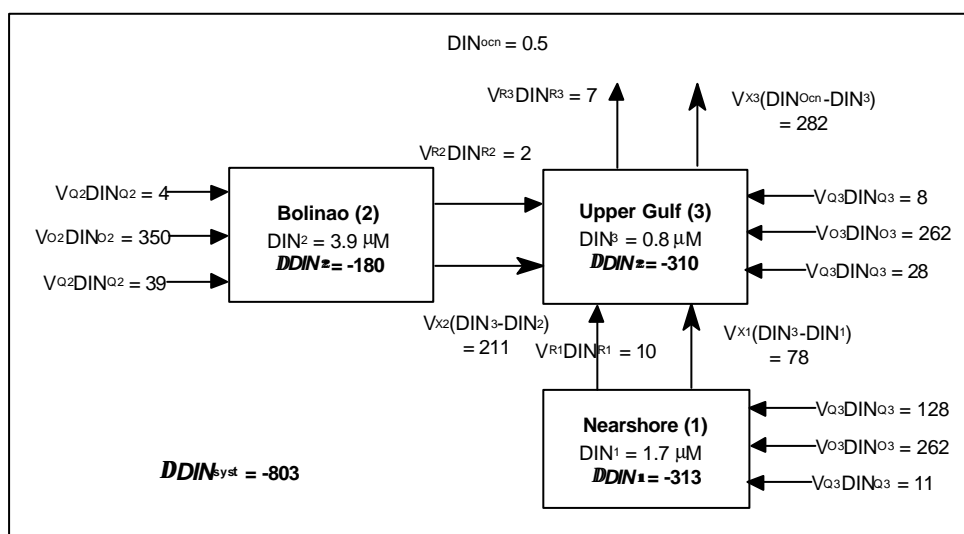 DINocn = 0.5
VR3DINR3 = 7
VX3(DINOcn-DIN3)
= 282
VR2DINR2 = 2
VQ2DINQ2 = 4
VO2DINO2 = 350
VQ2DINQ2 = 39
Bolinao (2)
DIN2 = 3.9 μM
DDIN2 = -180
Upper Gulf (3)
DIN3 = 0.8 μM
DDIN2 = -310
VQ3DINQ3 = 8
VO3DINO3 = 262
VQ3DINQ3 = 28
VX2(DIN3-DIN2)
= 211
VR1DINR1 = 10
VX1(DIN3-DIN1)
= 78
Nearshore (1)
DIN1 = 1.7 μM
DDIN1 = -313
VQ3DINQ3 = 128
VO3DINO3 = 262
VQ3DINQ3 = 11
DDINsyst = -803